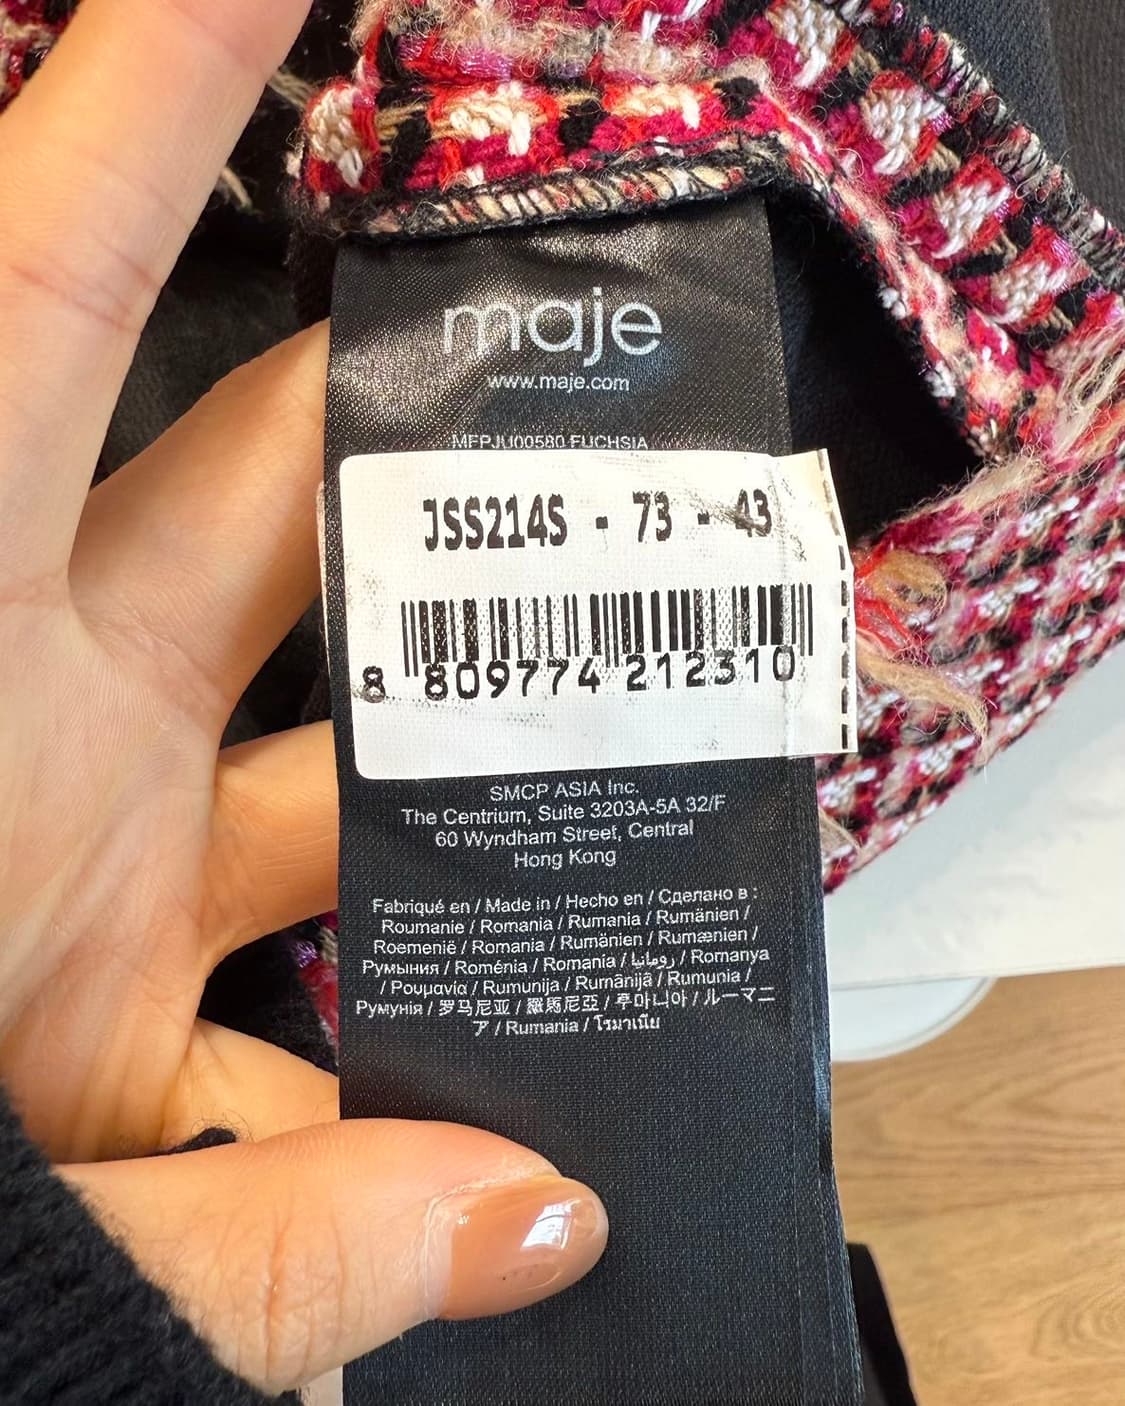 maje
www.maje.com
MFPJU00580 FUCHSIA
JSS214S - 73 - 43
8 809774 212310
SMCP ASIA Inc.
The Centrium, Suite 3203A-5A 32/F
60 Wyndham Street, Central
Hong Kong
Fabriqué en / Made in / Hecho en / Сделано в :
Roumanie / Romania / Rumania / Rumänien /
Roemenië / Romania / Rumänien / Rumænien /
Румыния / Roménia / Romania / رومانيا / Romanya
/ Ρουμανία / Rumunija / Rumānijā / Rumunia /
Румунія / 罗马尼亚 / 羅馬尼亞 / 루마니아 / ルーマニ
ア / Rumania / โรมาเนีย